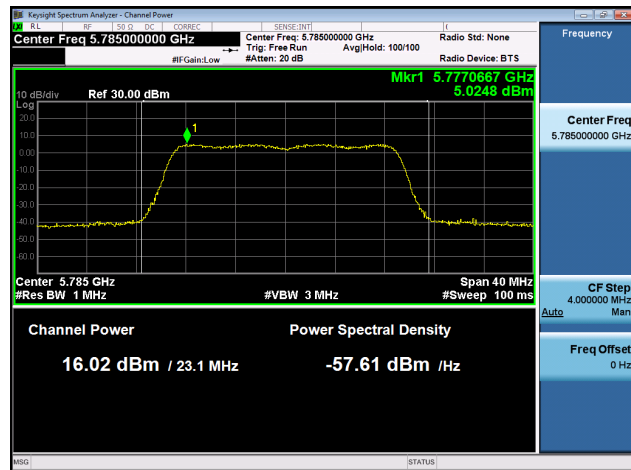 Keysight Spectrum Analyzer - Channel Power
LXI RL RF 50 Ω DC CORREC SENSE:INT
Center Freq 5.785000000 GHz
Center Freq: 5.785000000 GHz Radio Std: None
Trig: Free Run Avg|Hold: 100/100
#IFGain:Low #Atten: 20 dB Radio Device: BTS
Mkr1 5.7770667 GHz
5.0248 dBm
10 dB/div Ref 30.00 dBm
Log
20.0
10.0
0.00
-10.0
-20.0
-30.0
-40.0
-50.0
-60.0
1
Center 5.785 GHz Span 40 MHz
#Res BW 1 MHz #VBW 3 MHz #Sweep 100 ms
Channel Power Power Spectral Density
16.02 dBm / 23.1 MHz -57.61 dBm /Hz
MSG STATUS
Frequency
Center Freq
5.785000000 GHz
CF Step
4.000000 MHz
Auto Man
Freq Offset
0 Hz